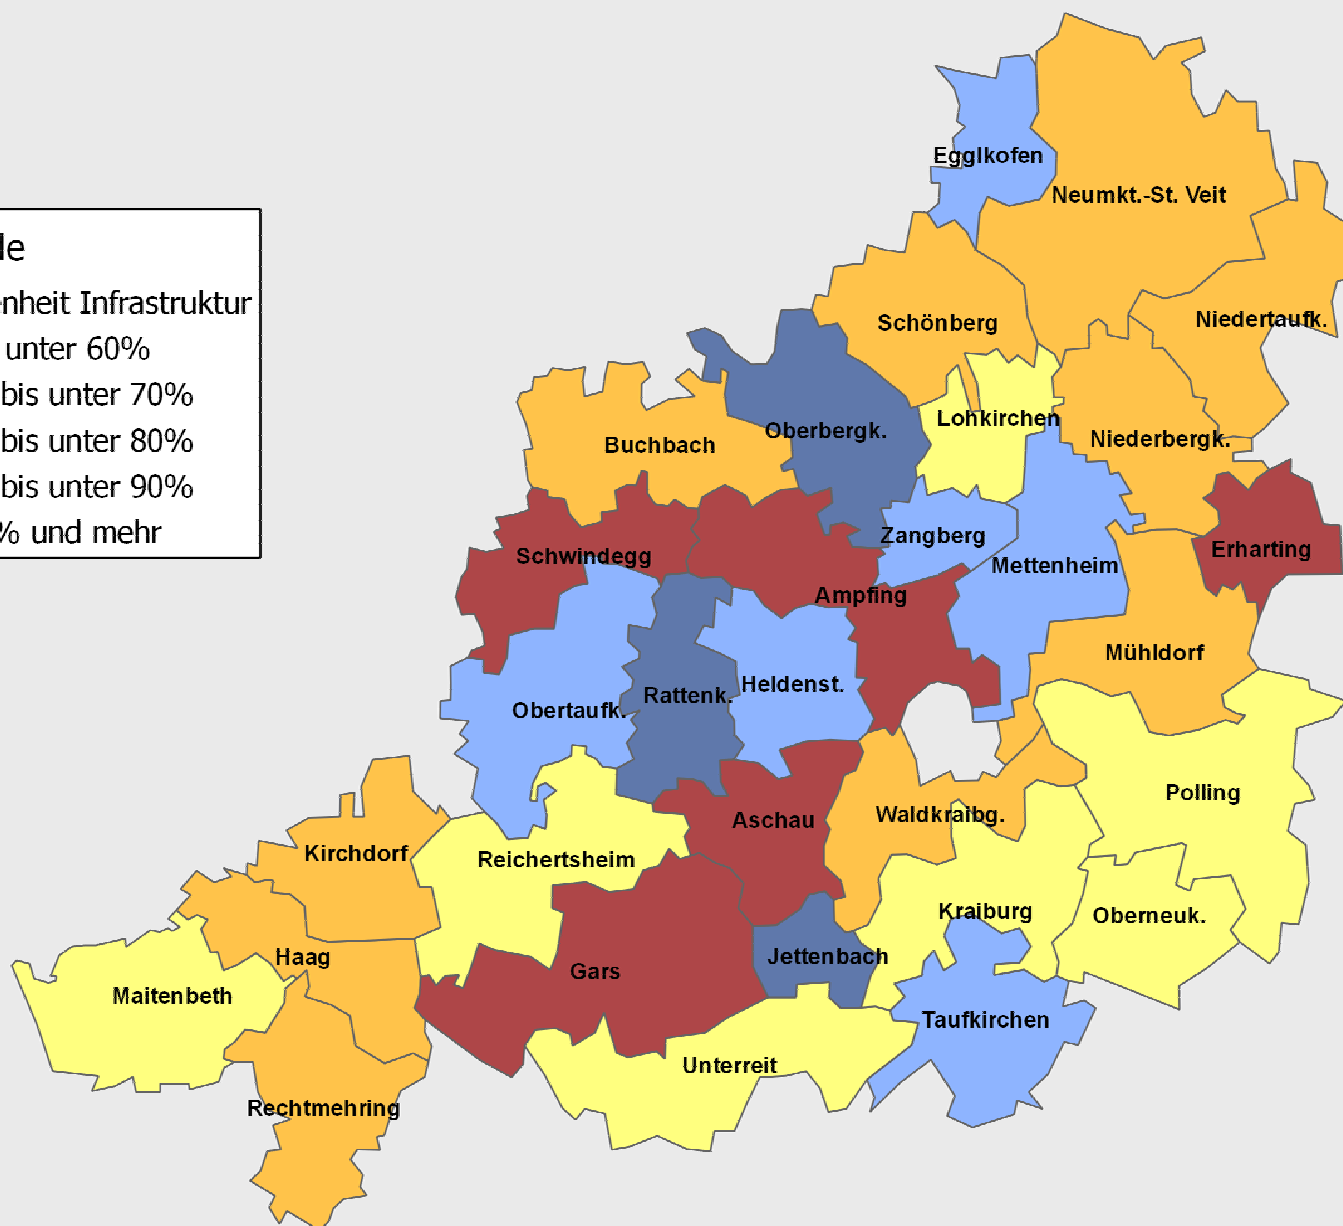 de
enheit Infrastruktur
unter 60%
bis unter 70%
bis unter 80%
bis unter 90%
% und mehr
Egglkofen
Neumkt.-St. Veit
Schönberg
Niedertaufk.
Lohkirchen
Oberbergk.
Niederbergk.
Buchbach
Zangberg
Erharting
Schwindegg
Mettenheim
Ampfing
Mühldorf
Heldenst.
Rattenk.
Obertaufk.
Polling
Waldkraibg.
Aschau
Kirchdorf
Reichertsheim
Kraiburg
Oberneuk.
Haag
Jettenbach
Gars
Maitenbeth
Taufkirchen
Unterreit
Rechtmehring